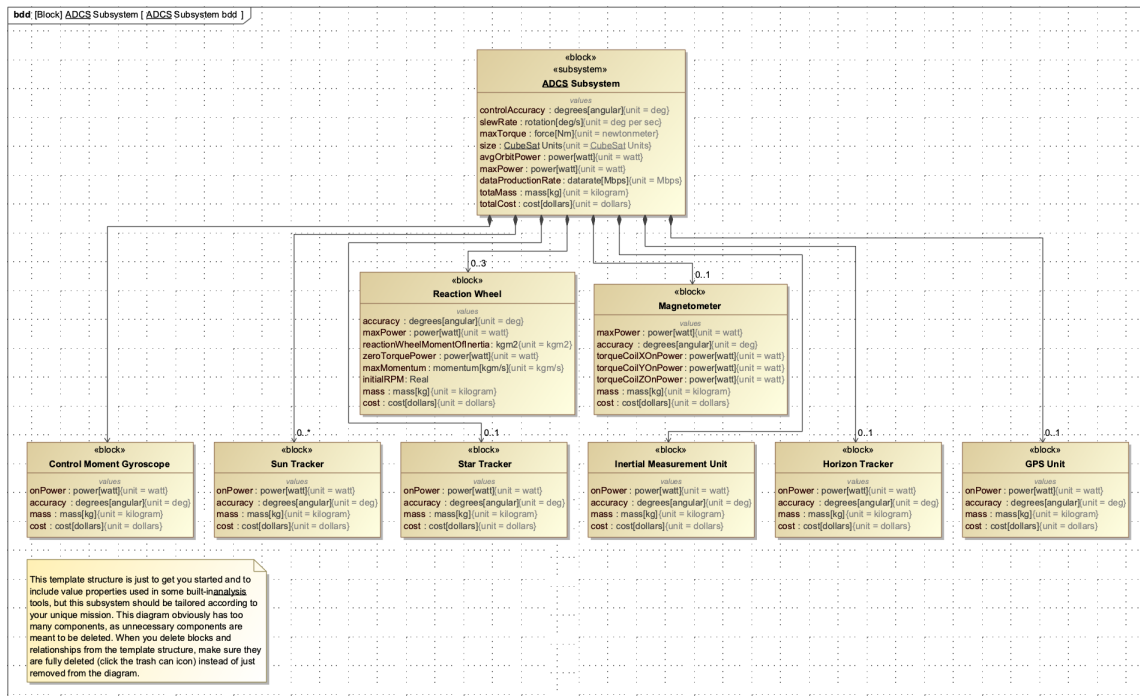 bdd [Block] ADCS Subsystem [ ADCS Subsystem bdd ]
«block»
«subsystem»
ADCS Subsystem
values
controlAccuracy : degrees[angular]{unit = deg}
slewRate : rotation[deg/s]{unit = deg per sec}
maxTorque : force[Nm]{unit = newtonmeter}
size : CubeSat Units{unit = CubeSat Units}
avgOrbitPower : power[watt]{unit = watt}
maxPower : power[watt]{unit = watt}
dataProductionRate : datarate[Mbps]{unit = Mbps}
totaMass : mass[kg]{unit = kilogram}
totalCost : cost[dollars]{unit = dollars}
0..3
«block»
Reaction Wheel
values
accuracy : degrees[angular]{unit = deg}
maxPower : power[watt]{unit = watt}
reactionWheelMomentOfInertia : kgm2{unit = kgm2}
zeroTorquePower : power[watt]{unit = watt}
maxMomentum : momentum[kgm/s]{unit = kgm/s}
initialRPM : Real
mass : mass[kg]{unit = kilogram}
cost : cost[dollars]{unit = dollars}
0..1
«block»
Magnetometer
values
maxPower : power[watt]{unit = watt}
accuracy : degrees[angular]{unit = deg}
torqueCoilXOnPower : power[watt]{unit = watt}
torqueCoilYOnPower : power[watt]{unit = watt}
torqueCoilZOnPower : power[watt]{unit = watt}
mass : mass[kg]{unit = kilogram}
cost : cost[dollars]{unit = dollars}
«block»
Control Moment Gyroscope
values
onPower : power[watt]{unit = watt}
accuracy : degrees[angular]{unit = deg}
mass : mass[kg]{unit = kilogram}
cost : cost[dollars]{unit = dollars}
0..*
«block»
Sun Tracker
values
onPower : power[watt]{unit = watt}
accuracy : degrees[angular]{unit = deg}
mass : mass[kg]{unit = kilogram}
cost : cost[dollars]{unit = dollars}
0..1
«block»
Star Tracker
values
onPower : power[watt]{unit = watt}
accuracy : degrees[angular]{unit = deg}
mass : mass[kg]{unit = kilogram}
cost : cost[dollars]{unit = dollars}
«block»
Inertial Measurement Unit
values
onPower : power[watt]{unit = watt}
accuracy : degrees[angular]{unit = deg}
mass : mass[kg]{unit = kilogram}
cost : cost[dollars]{unit = dollars}
0..1
«block»
Horizon Tracker
values
onPower : power[watt]{unit = watt}
accuracy : degrees[angular]{unit = deg}
mass : mass[kg]{unit = kilogram}
cost : cost[dollars]{unit = dollars}
0..1
«block»
GPS Unit
values
onPower : power[watt]{unit = watt}
accuracy : degrees[angular]{unit = deg}
mass : mass[kg]{unit = kilogram}
cost : cost[dollars]{unit = dollars}
This template structure is just to get you started and to
include value properties used in some built-inanalysis
tools, but this subsystem should be tailored according to
your unique mission. This diagram obviously has too
many components, as unnecessary components are
meant to be deleted. When you delete blocks and
relationships from the template structure, make sure they
are fully deleted (click the trash can icon) instead of just
removed from the diagram.